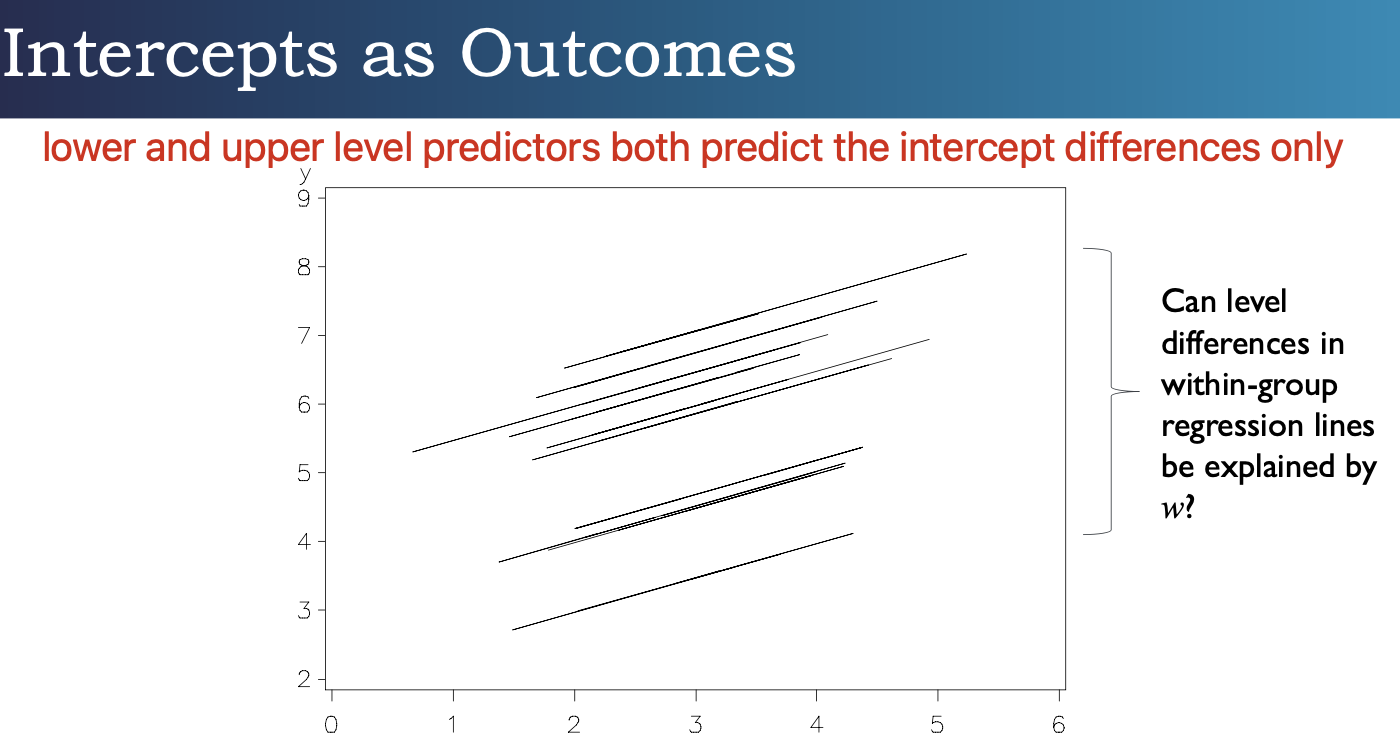 Intercepts as Outcomes
lower and upper level predictors both predict the intercept differences only
y
9
8
7
6
5
4
3
2
0 1 2 3 4 5 6
Can level
differences in
within-group
regression lines
be explained by
w?